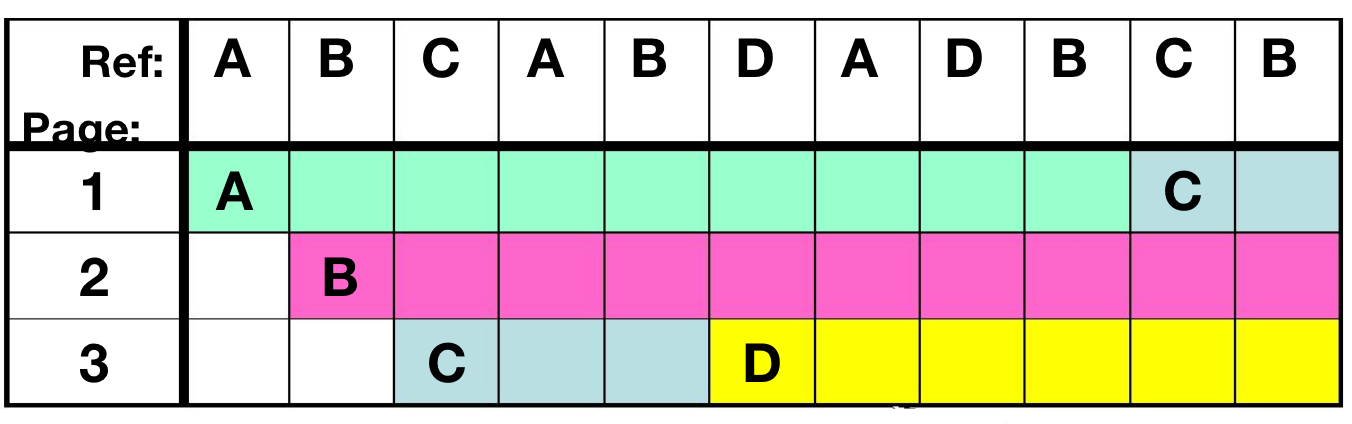 Ref: A B C A B D A D B C B
Page:
1 A C
2 B
3 C D